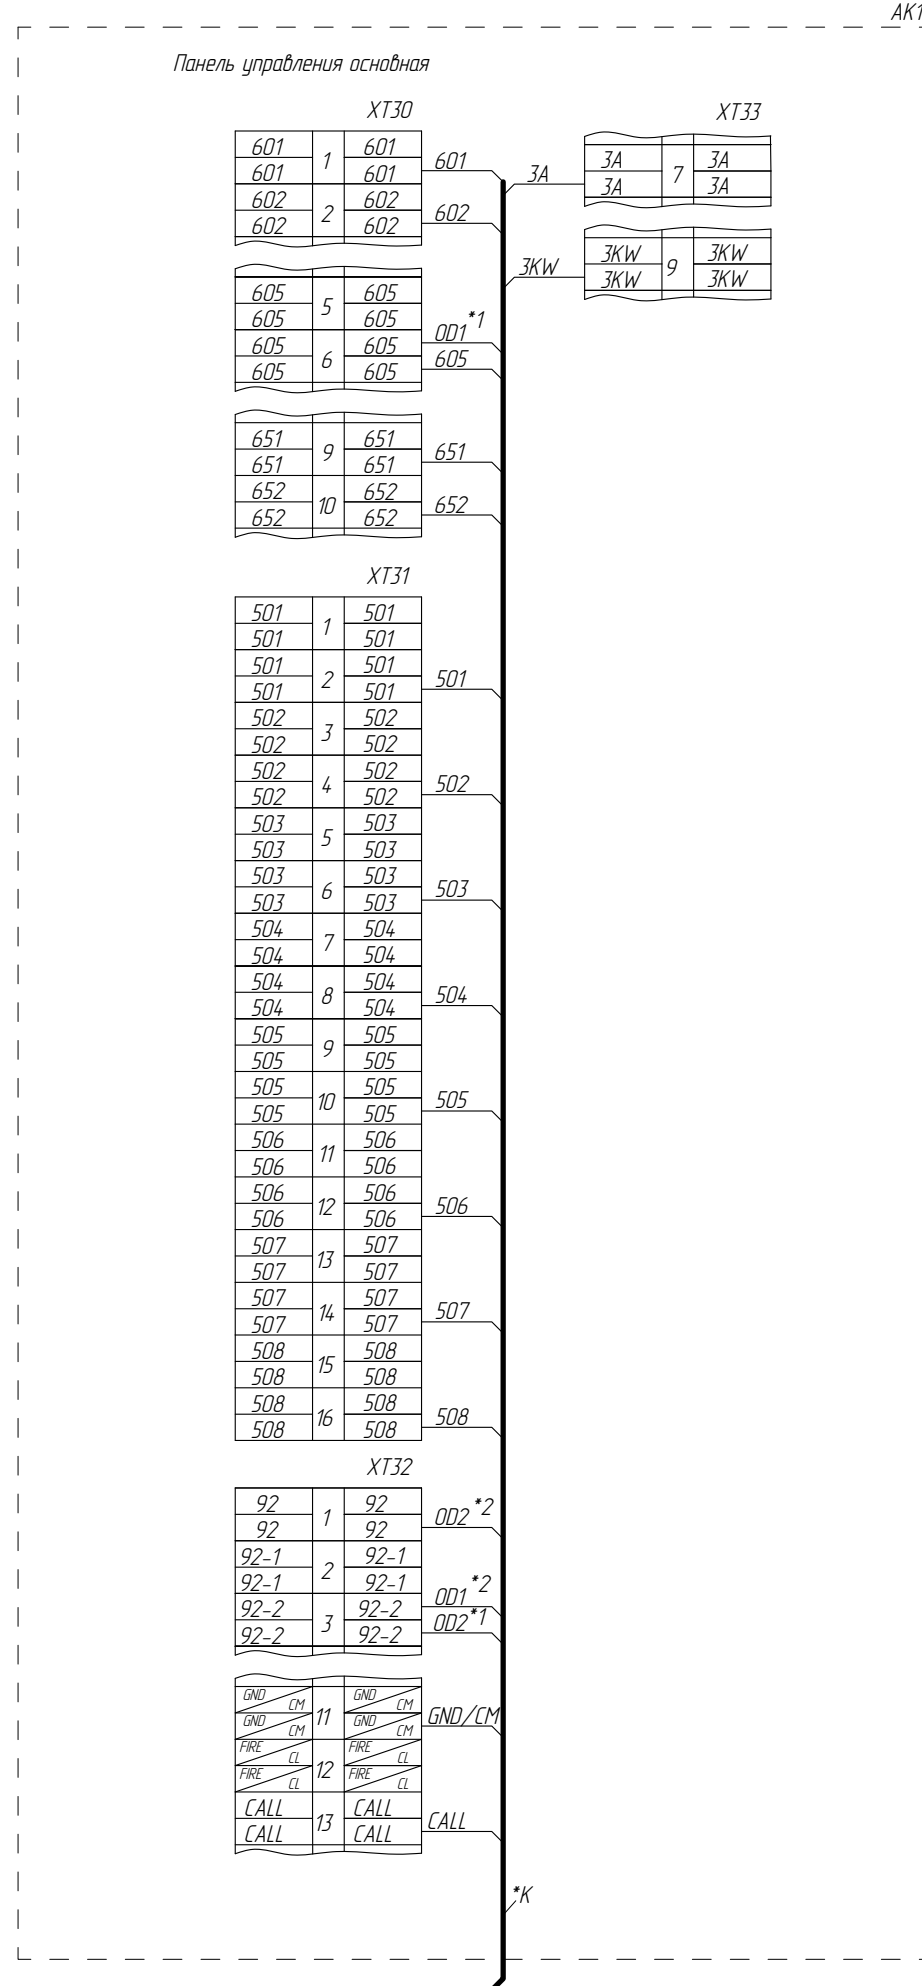 АК1
Панель управления основная
XT30
601 1 601
601 601 601
602 2 602
602 602 602
605 5 605
605 605
605 6 605 0D1*1
605 605 605
651 9 651
651 651 651
652 10 652
652 652 652
XT33
3A 3A 7 3A
3A 3A
3KW 3KW 9 3KW
3KW 3KW
XT31
501 1 501
501 501
501 2 501
501 501 501
502 3 502
502 502
502 4 502
502 502 502
503 5 503
503 503
503 6 503
503 503 503
504 7 504
504 504
504 8 504
504 504 504
505 9 505
505 505
505 10 505
505 505 505
506 11 506
506 506
506 12 506
506 506 506
507 13 507
507 507
507 14 507
507 507 507
508 15 508
508 508
508 16 508
508 508 508
XT32
92 1 92
92 92 0D2*2
92-1 2 92-1
92-1 92-1
92-2 3 92-2 0D1*2
92-2 92-2 0D2*1
GND CM 11 GND CM
GND CM GND CM GND/CM
FIRE CL 12 FIRE CL
FIRE CL FIRE CL
CALL 13 CALL
CALL CALL CALL
*K